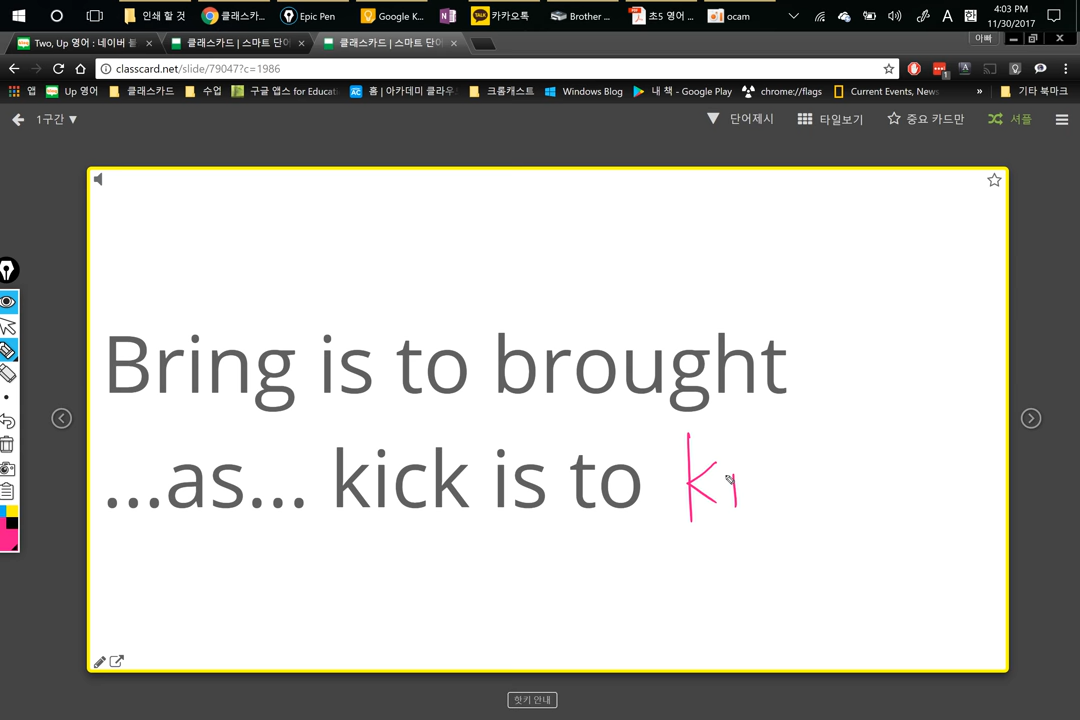 인쇄 할 것
클래스카...
Epic Pen
Google K...
카카오톡
Brother ...
초5 영어 ...
ocam
A
한
4:03 PM
11/30/2017
Two, Up 영어 : 네이버 블
클래스카드 | 스마트 단어
클래스카드 | 스마트 단어
아빠
classcard.net/slide/79047?c=1986
앱
Up 영어
클래스카드
수업
구글 앱스 for Educati
홈 | 아카데미 클라우
크롬캐스트
Windows Blog
내 책 - Google Play
chrome://flags
Current Events, News
»
기타 북마크
1구간 ▼
단어제시
타일보기
중요 카드만
셔플
Bring is to brought
...as... kick is to ki
핫키 안내